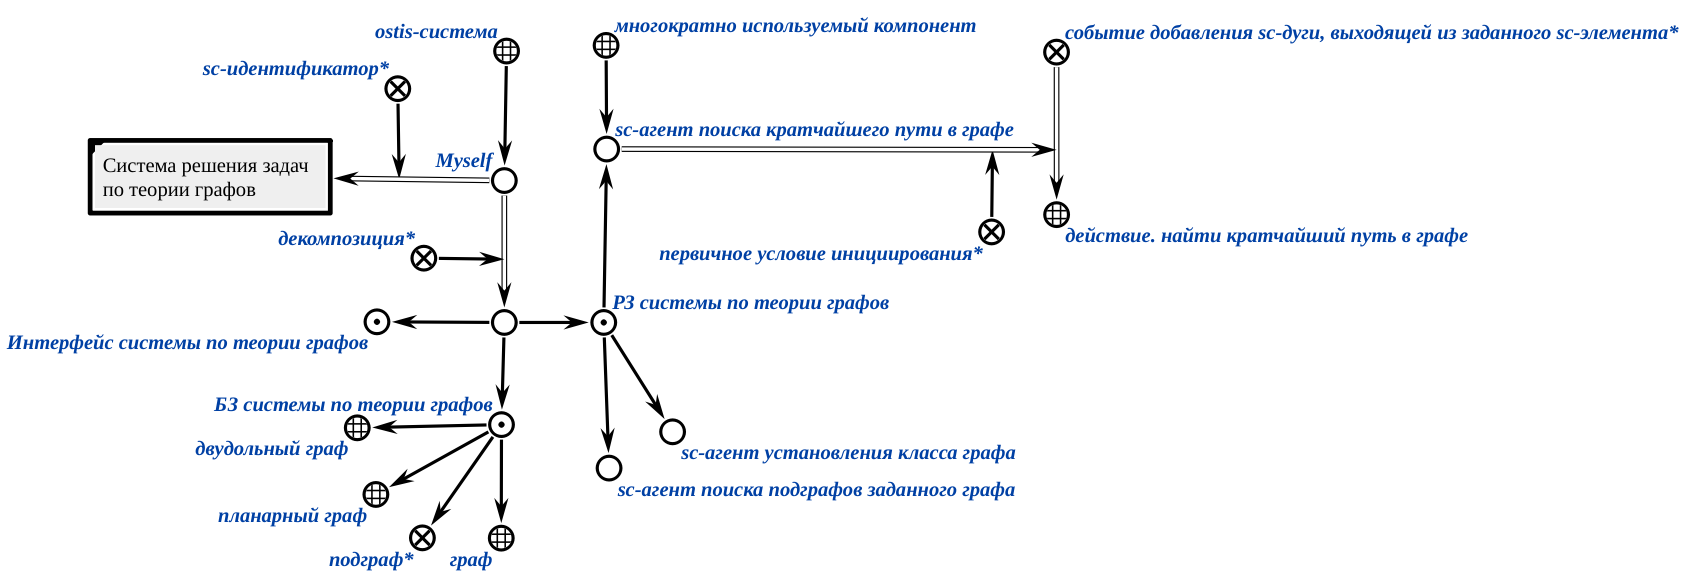 ostis-система
многократно используемый компонент
событие добавления sc-дуги, выходящей из заданного sc-элемента*
sc-идентификатор*
sc-агент поиска кратчайшего пути в графе
Myself
Система решения задач
по теории графов
декомпозиция*
первичное условие инициирования*
действие. найти кратчайший путь в графе
РЗ системы по теории графов
Интерфейс системы по теории графов
БЗ системы по теории графов
двудольный граф
sc-агент установления класса графа
sc-агент поиска подграфов заданного графа
планарный граф
подграф*
граф